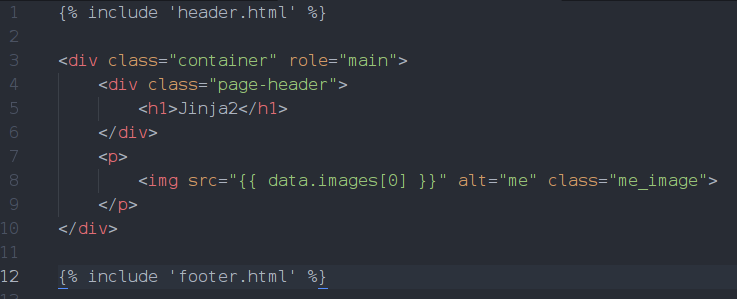 1 {% include 'header.html' %}
2
3 <div class="container" role="main">
4     <div class="page-header">
5         <h1>Jinja2</h1>
6     </div>
7     <p>
8         <img src="{{ data.images[0] }}" alt="me" class="me_image">
9     </p>
10 </div>
11
12 {% include 'footer.html' %}